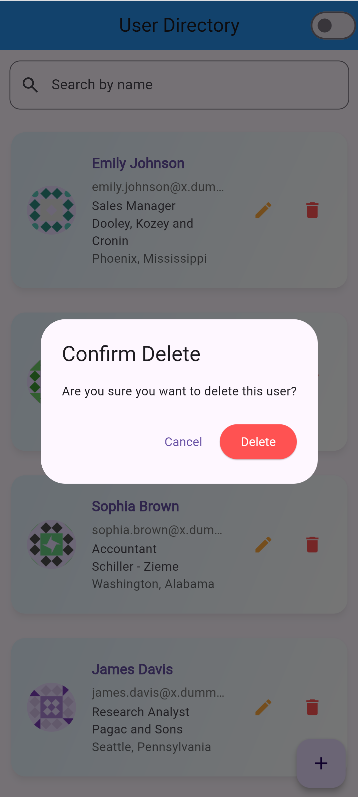 User Directory
Search by name
Emily Johnson
emily.johnson@x.dum...
Sales Manager
Dooley, Kozey and
Cronin
Phoenix, Mississippi
Confirm Delete
Are you sure you want to delete this user?
Cancel
Delete
Sophia Brown
sophia.brown@x.dum...
Accountant
Schiller - Zieme
Washington, Alabama
James Davis
james.davis@x.dumm...
Research Analyst
Pagac and Sons
Seattle, Pennsylvania
+